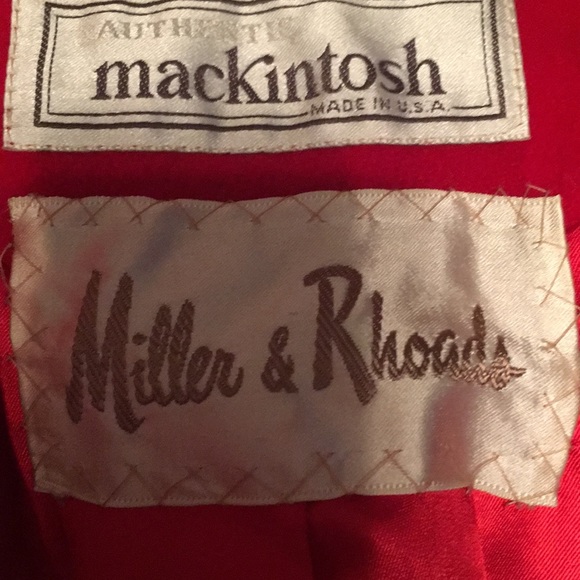 AUTHENTIC
mackintosh
MADE IN U.S.A.
Miller & Rhoads